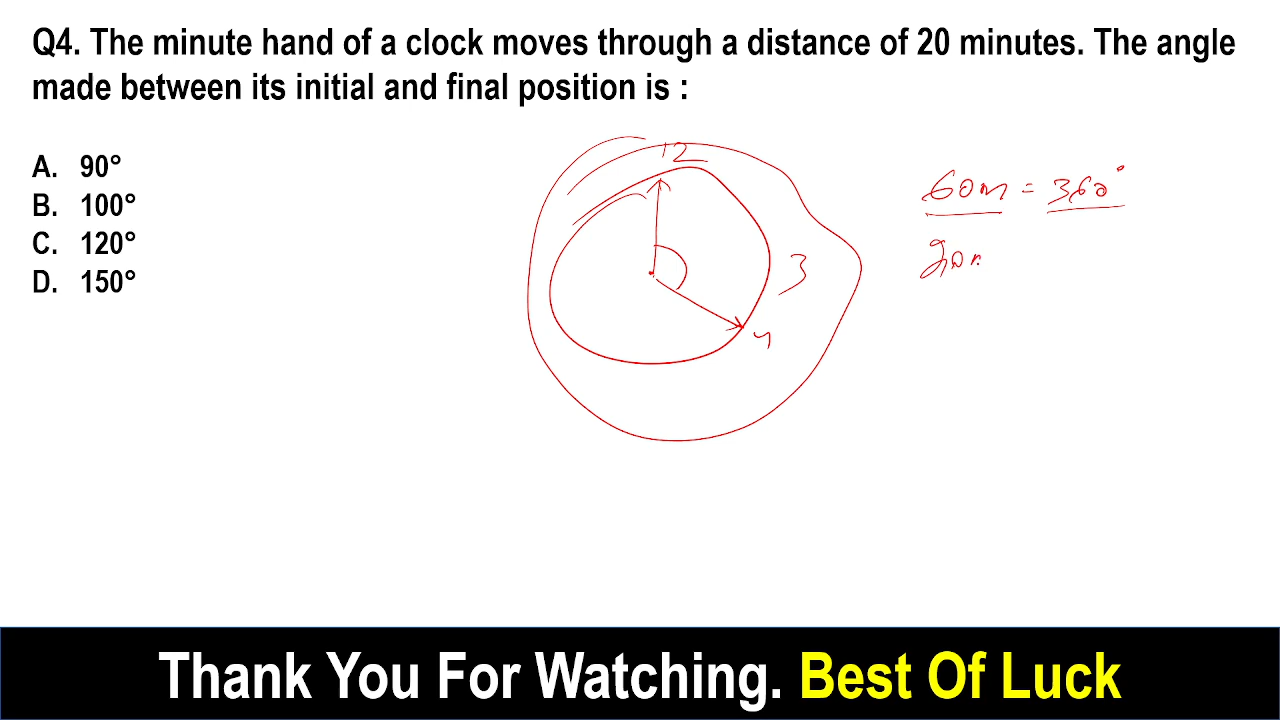 Q4. The minute hand of a clock moves through a distance of 20 minutes. The angle
made between its initial and final position is :
A. 90°
B. 100°
C. 120°
D. 150°
12
3
4
60m = 360°
20m
Thank You For Watching. Best Of Luck